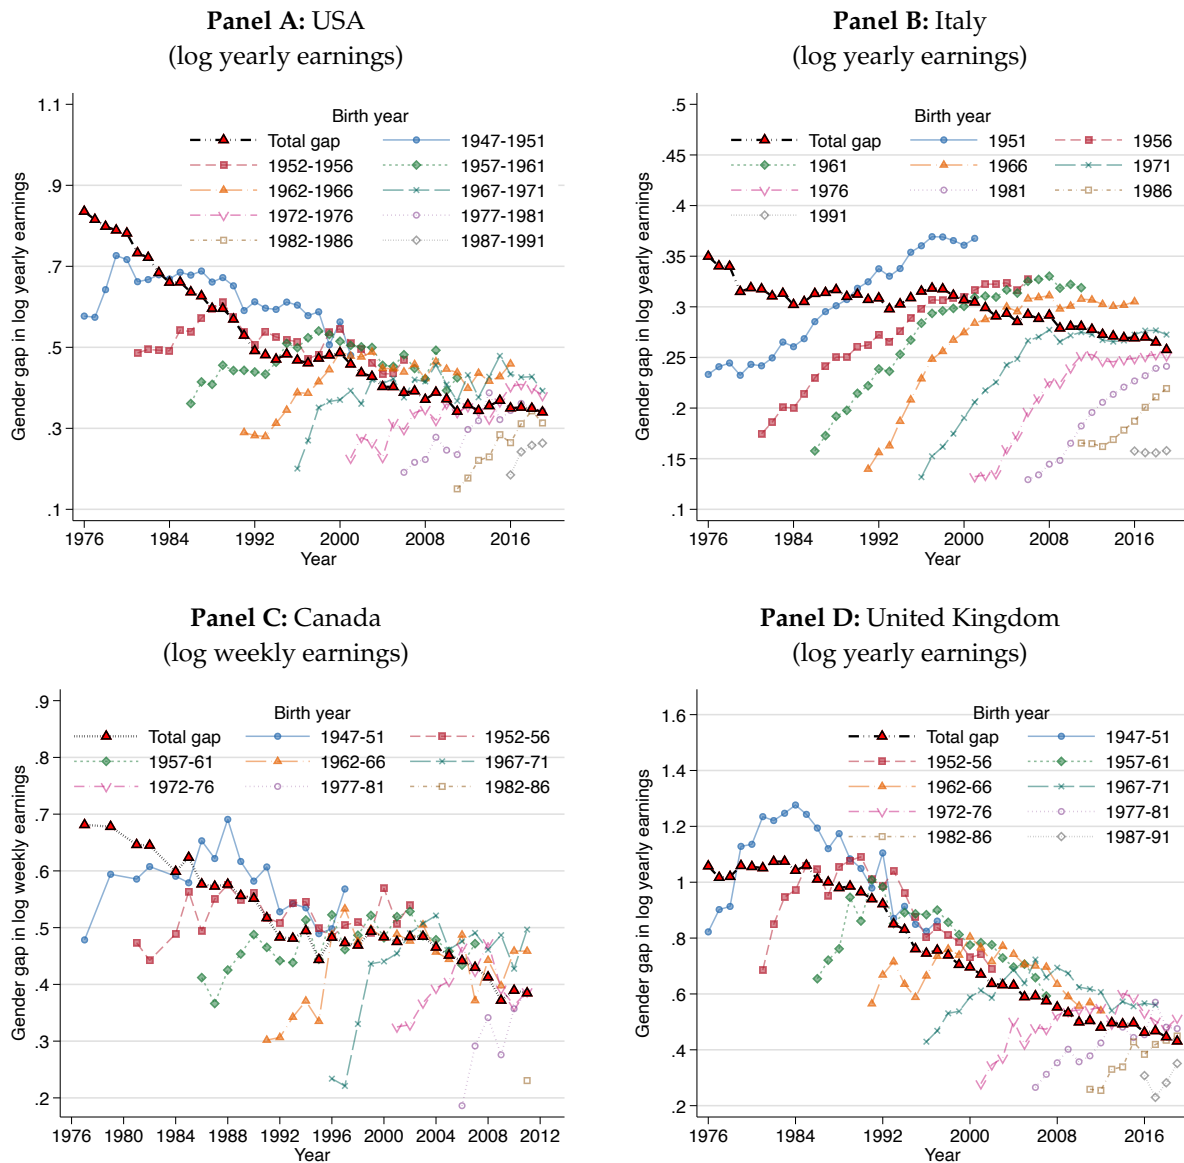 Panel A: USA
(log yearly earnings)
Gender gap in log yearly earnings
1.1
.9
.7
.5
.3
.1
Birth year
Total gap
1947-1951
1952-1956
1957-1961
1962-1966
1967-1971
1972-1976
1977-1981
1982-1986
1987-1991
1976 1984 1992 2000 2008 2016
Year
Panel B: Italy
(log yearly earnings)
Gender gap in log yearly earnings
.5
.45
.4
.35
.3
.25
.2
.15
.1
Birth year
Total gap
1951
1956
1961
1966
1971
1976
1981
1986
1991
1976 1984 1992 2000 2008 2016
Year
Panel C: Canada
(log weekly earnings)
Gender gap in log weekly earnings
.9
.8
.7
.6
.5
.4
.3
.2
Birth year
Total gap
1947-51
1952-56
1957-61
1962-66
1967-71
1972-76
1977-81
1982-86
1976 1980 1984 1988 1992 1996 2000 2004 2008 2012
Year
Panel D: United Kingdom
(log yearly earnings)
Gender gap in log yearly earnings
1.6
1.4
1.2
1
.8
.6
.4
.2
Birth year
Total gap
1947-51
1952-56
1957-61
1962-66
1967-71
1972-76
1977-81
1982-86
1987-91
1976 1984 1992 2000 2008 2016
Year